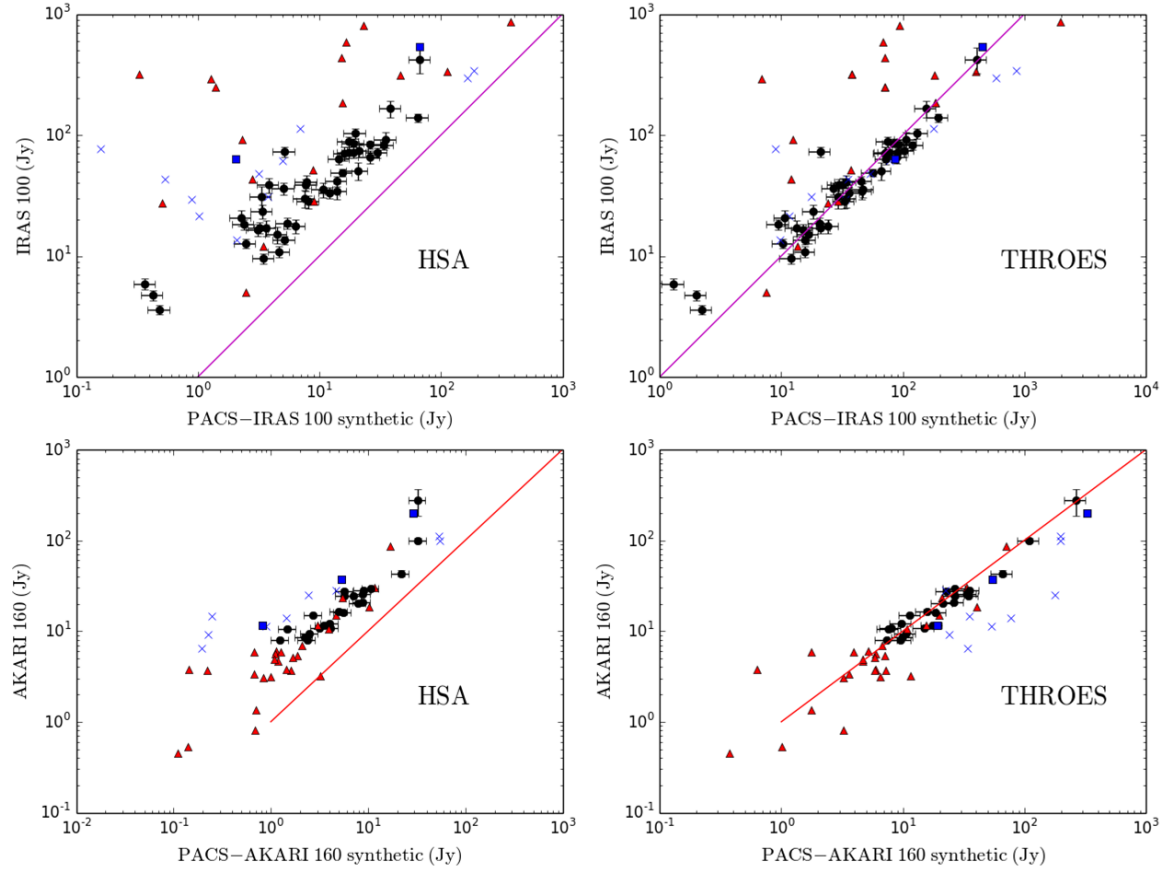 10³
10²
10¹
10⁰
IRAS 100 (Jy)
HSA
10⁻¹ 10⁰ 10¹ 10² 10³
PACS−IRAS 100 synthetic (Jy)
10³
10²
10¹
10⁰
IRAS 100 (Jy)
THROES
10⁰ 10¹ 10² 10³ 10⁴
PACS−IRAS 100 synthetic (Jy)
10³
10²
10¹
10⁰
10⁻¹
AKARI 160 (Jy)
HSA
10⁻² 10⁻¹ 10⁰ 10¹ 10² 10³
PACS−AKARI 160 synthetic (Jy)
10³
10²
10¹
10⁰
10⁻¹
AKARI 160 (Jy)
THROES
10⁻¹ 10⁰ 10¹ 10² 10³
PACS−AKARI 160 synthetic (Jy)